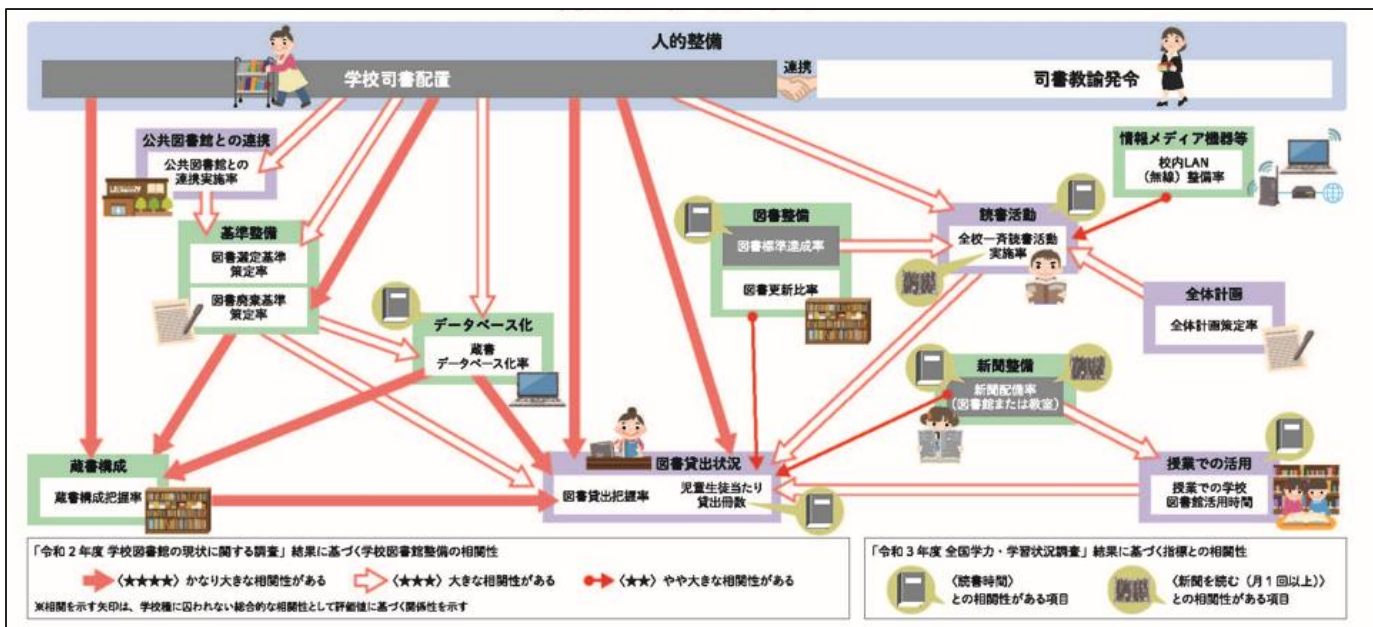 人的整備
学校司書配置
連携
司書教諭発令
公共図書館との連携
公共図書館との
連携実施率
LIBRARY
情報メディア機器等
校内LAN
(無線)整備率
基準整備
図書選定基準
策定率
図書廃棄基準
策定率
図書整備
図書標準達成率
図書更新比率
読書活動
全校一斉読書活動
実施率
全体計画
全体計画策定率
データベース化
蔵書
データベース化率
新聞整備
新聞配備率
(図書館または教室)
蔵書構成
蔵書構成把握率
図書貸出状況
図書貸出把握率
児童生徒当たり
貸出冊数
授業での活用
授業での学校
図書館活用時間
「令和2年度 学校図書館の現状に関する調査」結果に基づく学校図書館整備の相関性
〈★★★★〉かなり大きな相関性がある
〈★★★〉大きな相関性がある
〈★★〉やや大きな相関性がある
※相関を示す矢印は、学校種に囚われない総合的な相関性として評価値に基づく関係性を示す
「令和3年度 全国学力・学習状況調査」結果に基づく指標との相関性
〈読書時間〉
との相関性がある項目
〈新聞を読む(月1回以上)〉
との相関性がある項目